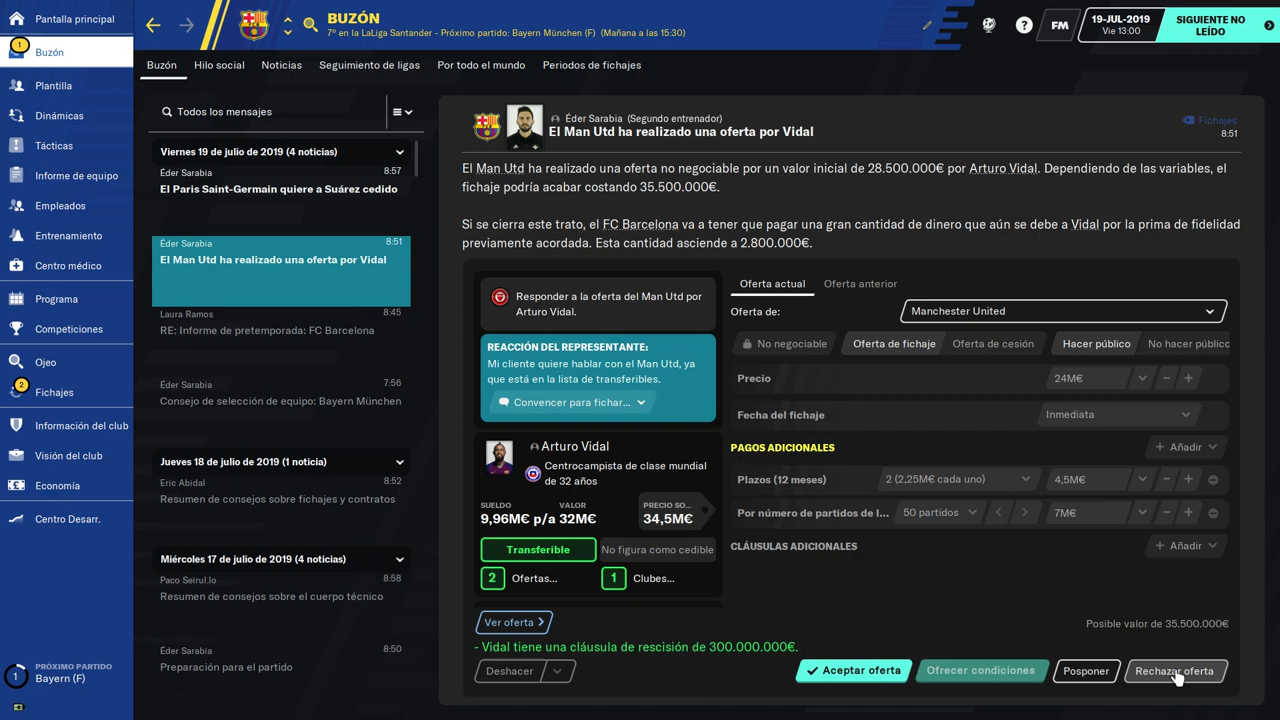 Pantalla principal
1
Buzón
Plantilla
Dinámicas
Tácticas
Informe de equipo
Empleados
Entrenamiento
Centro médico
Programa
Competiciones
Ojeo
2
Fichajes
Información del club
Visión del club
Economía
Centro Desarr.
PRÓXIMO PARTIDO
1
Bayern (F)
BUZÓN
7º en la LaLiga Santander - Próximo partido: Bayern München (F) (Mañana a las 15:30)
FM
19-JUL-2019
Vie 13:00
SIGUIENTE NO LEÍDO
Buzón
Hilo social
Noticias
Seguimiento de ligas
Por todo el mundo
Periodos de fichajes
Todos los mensajes
Viernes 19 de julio de 2019 (4 noticias)
Éder Sarabia 8:57
El Paris Saint-Germain quiere a Suárez cedido
Éder Sarabia 8:51
El Man Utd ha realizado una oferta por Vidal
Laura Ramos 8:45
RE: Informe de pretemporada: FC Barcelona
Éder Sarabia 7:56
Consejo de selección de equipo: Bayern München
Jueves 18 de julio de 2019 (1 noticia)
Eric Abidal 8:52
Resumen de consejos sobre fichajes y contratos
Miércoles 17 de julio de 2019 (4 noticias)
Paco Seirul.lo 8:58
Resumen de consejos sobre el cuerpo técnico
Éder Sarabia 8:50
Preparación para el partido
Éder Sarabia (Segundo entrenador)
El Man Utd ha realizado una oferta por Vidal
Fichajes
8:51
El Man Utd ha realizado una oferta no negociable por un valor inicial de 28.500.000€ por Arturo Vidal. Dependiendo de las variables, el
fichaje podría acabar costando 35.500.000€.
Si se cierra este trato, el FC Barcelona va a tener que pagar una gran cantidad de dinero que aún se debe a Vidal por la prima de fidelidad
previamente acordada. Esta cantidad asciende a 2.800.000€.
Responder a la oferta del Man Utd por
Arturo Vidal.
REACCIÓN DEL REPRESENTANTE:
Mi cliente quiere hablar con el Man Utd, ya
que está en la lista de transferibles.
Convencer para fichar...
Arturo Vidal
Centrocampista de clase mundial
de 32 años
SUELDO VALOR PRECIO SO...
9,96M€ p/a 32M€ 34,5M€
Transferible
No figura como cedible
2 Ofertas...
1 Clubes...
Oferta actual
Oferta anterior
Oferta de: Manchester United
No negociable
Oferta de fichaje
Oferta de cesión
Hacer público
No hacer público
Precio 24M€ - +
Fecha del fichaje Inmediata
PAGOS ADICIONALES + Añadir
Plazos (12 meses) 2 (2,25M€ cada uno) 4,5M€ - +
Por número de partidos de l... 50 partidos 7M€ - +
CLÁUSULAS ADICIONALES + Añadir
Ver oferta
Posible valor de 35.500.000€
- Vidal tiene una cláusula de rescisión de 300.000.000€.
Deshacer
Aceptar oferta
Ofrecer condiciones
Posponer
Rechazar oferta